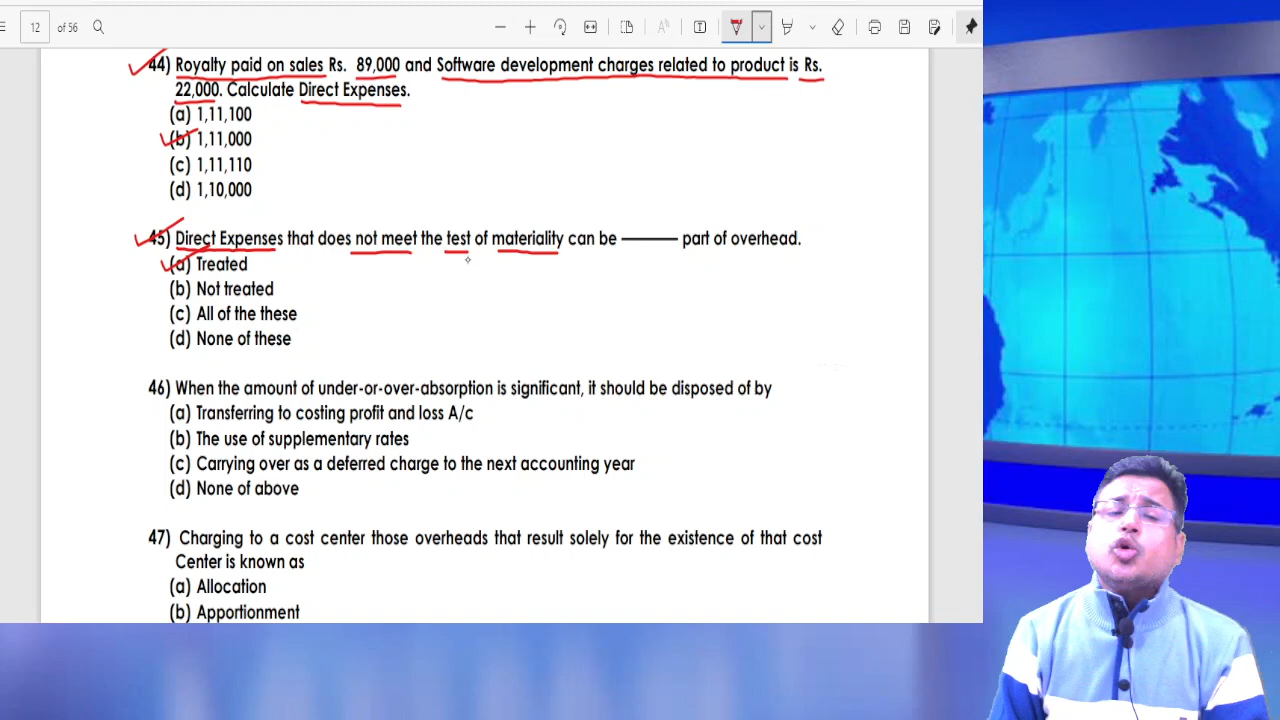 12 of 56
44) Royalty paid on sales Rs. 89,000 and Software development charges related to product is Rs.
22,000. Calculate Direct Expenses.
(a) 1,11,100
(b) 1,11,000
(c) 1,11,110
(d) 1,10,000
45) Direct Expenses that does not meet the test of materiality can be ———— part of overhead.
(a) Treated
(b) Not treated
(c) All of the these
(d) None of these
46) When the amount of under-or-over-absorption is significant, it should be disposed of by
(a) Transferring to costing profit and loss A/c
(b) The use of supplementary rates
(c) Carrying over as a deferred charge to the next accounting year
(d) None of above
47) Charging to a cost center those overheads that result solely for the existence of that cost
Center is known as
(a) Allocation
(b) Apportionment